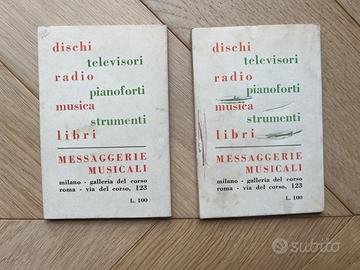 dischi
televisori
radio
pianoforti
musica
strumenti
libri
MESSAGGERIE
MUSICALI
milano - galleria del corso
roma - via del corso, 123
L. 100
dischi
televisori
radio
pianoforti
musica
strumenti
libri
MESSAGGERIE
MUSICALI
milano - galleria del corso
roma - via del corso, 123
L. 100
subito